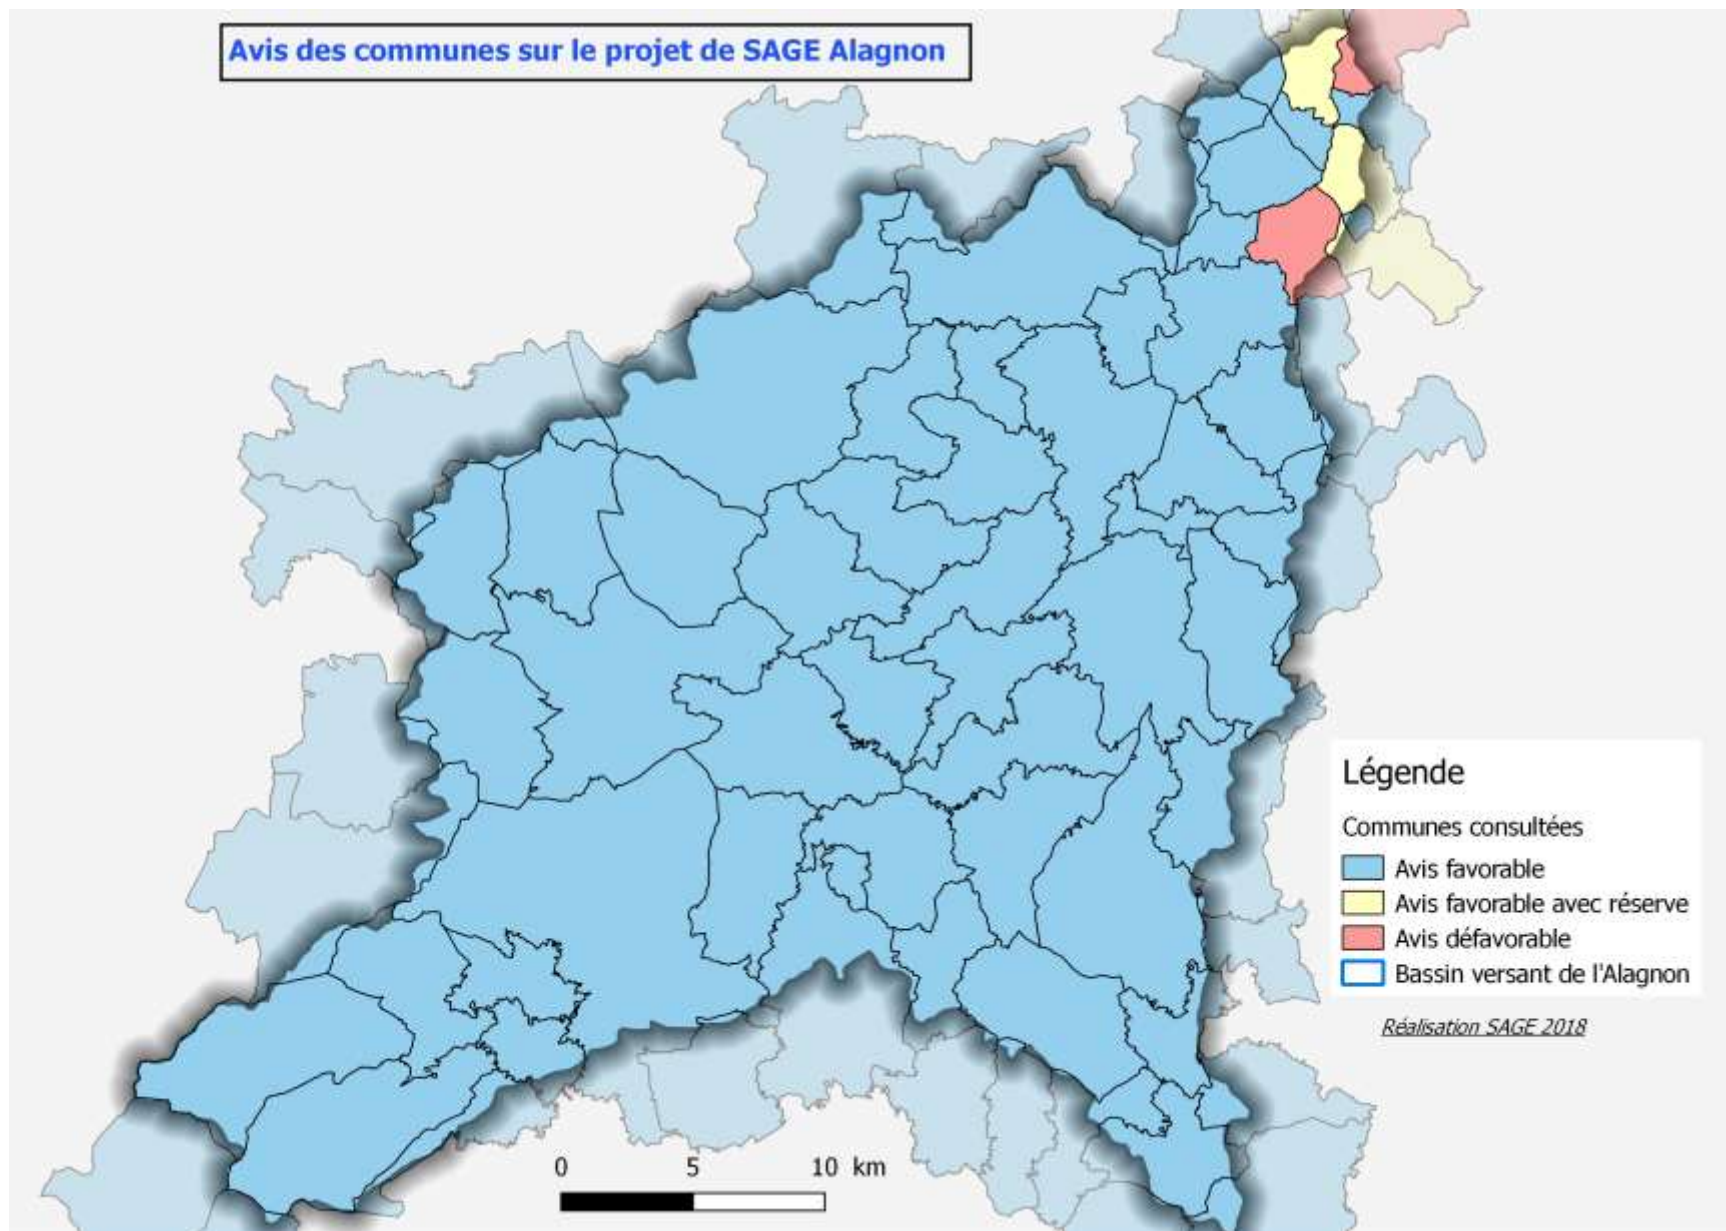 Avis des communes sur le projet de SAGE Alagnon
Légende
Communes consultées
Avis favorable
Avis favorable avec réserve
Avis défavorable
Bassin versant de l'Alagnon
Réalisation SAGE 2018
0 5 10 km